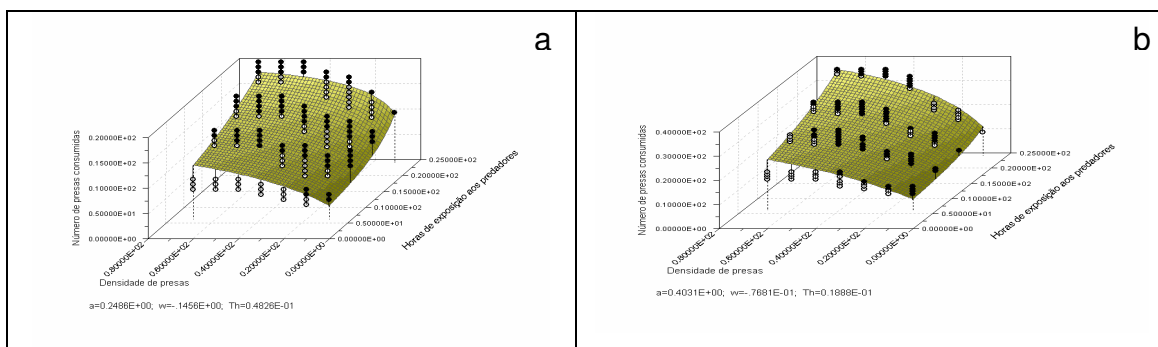 a
0.20000E+02
0.15000E+02
0.10000E+02
0.50000E+01
0.00000E+00
Número de presas consumidas
0.80000E+02
0.60000E+02
0.40000E+02
0.20000E+02
0.00000E+00
Densidade de presas
0.00000E+00
0.50000E+01
0.10000E+02
0.15000E+02
0.20000E+02
0.25000E+02
Horas de exposição aos predadores
a=0.2486E+00; w=-.1456E+00; Th=0.4826E-01
b
0.40000E+02
0.30000E+02
0.20000E+02
0.10000E+02
0.00000E+00
Número de presas consumidas
0.80000E+02
0.60000E+02
0.40000E+02
0.20000E+02
0.00000E+00
Densidade de presas
0.00000E+00
0.50000E+01
0.10000E+02
0.15000E+02
0.20000E+02
0.25000E+02
Horas de exposição aos predadores
a=0.4031E+00; w=-.7681E-01; Th=0.1888E-01